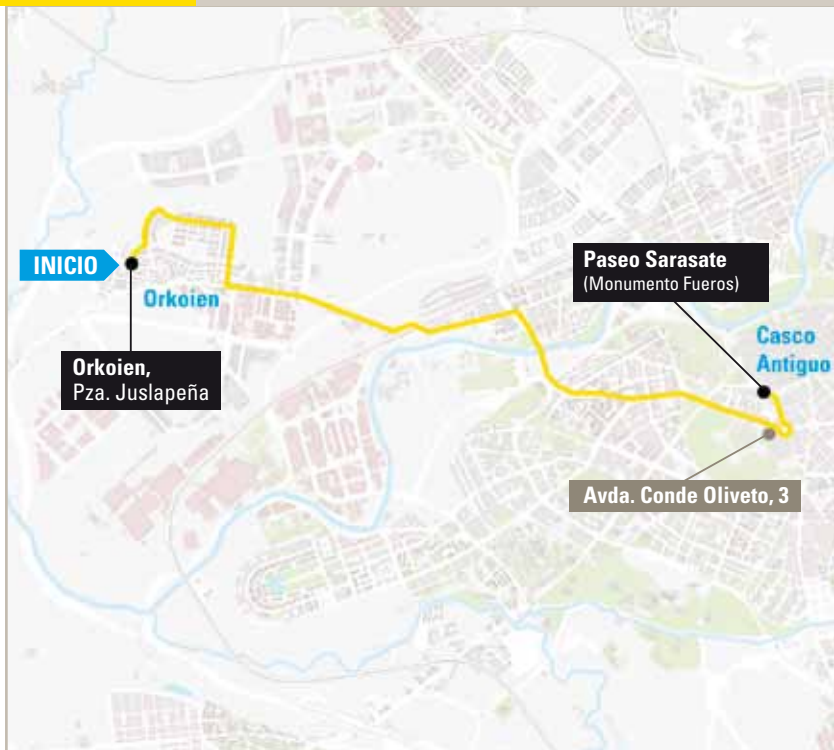 INICIO
Orkoien
Orkoien,
Pza. Juslapeña
Paseo Sarasate
(Monumento Fueros)
Casco
Antiguo
Avda. Conde Oliveto, 3